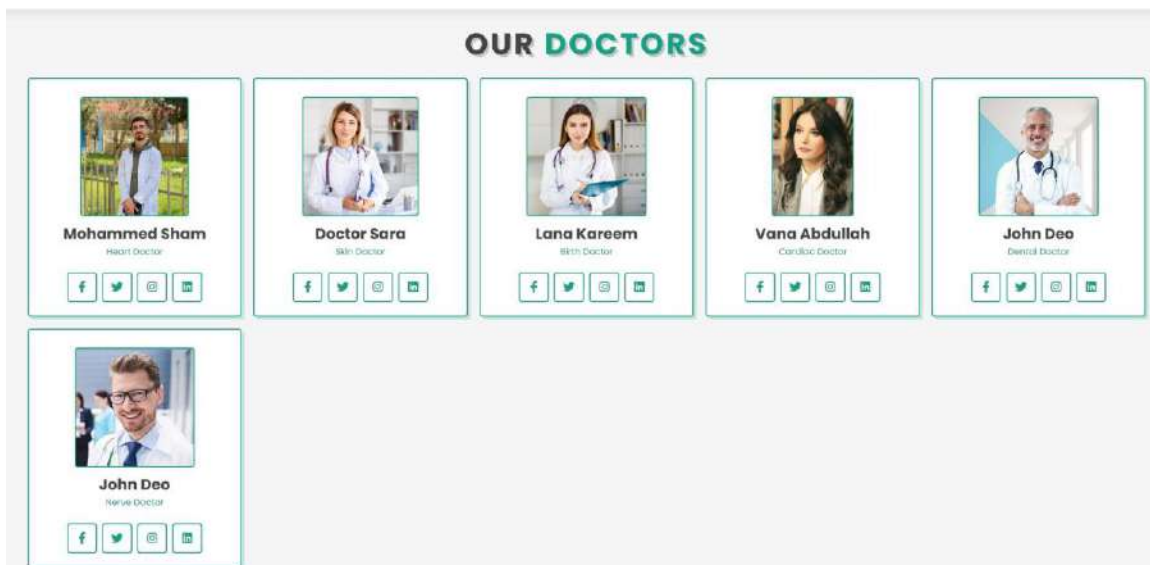 OUR DOCTORS
Mohammed Sham
Heart Doctor
Doctor Sara
Skin Doctor
Lana Kareem
Birth Doctor
Vana Abdullah
Cardiac Doctor
John Deo
Dental Doctor
John Deo
Nerve Doctor